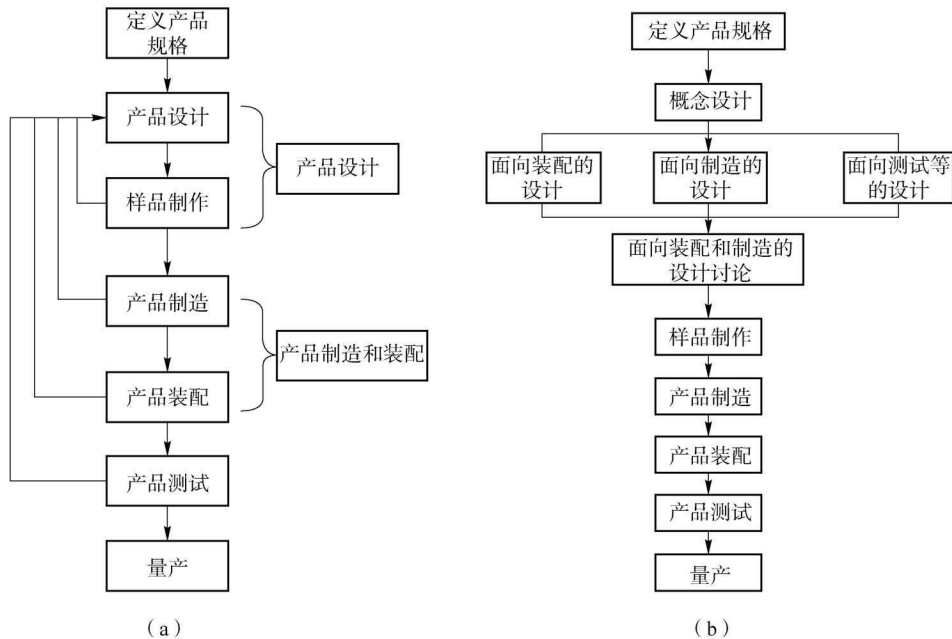 定义产品
规格
产品设计
样品制作
产品设计
产品制造
产品装配
产品制造和装配
产品测试
量产
(a)
定义产品规格
概念设计
面向装配的
设计
面向制造的
设计
面向测试等
的设计
面向装配和制造的
设计讨论
样品制作
产品制造
产品装配
产品测试
量产
(b)